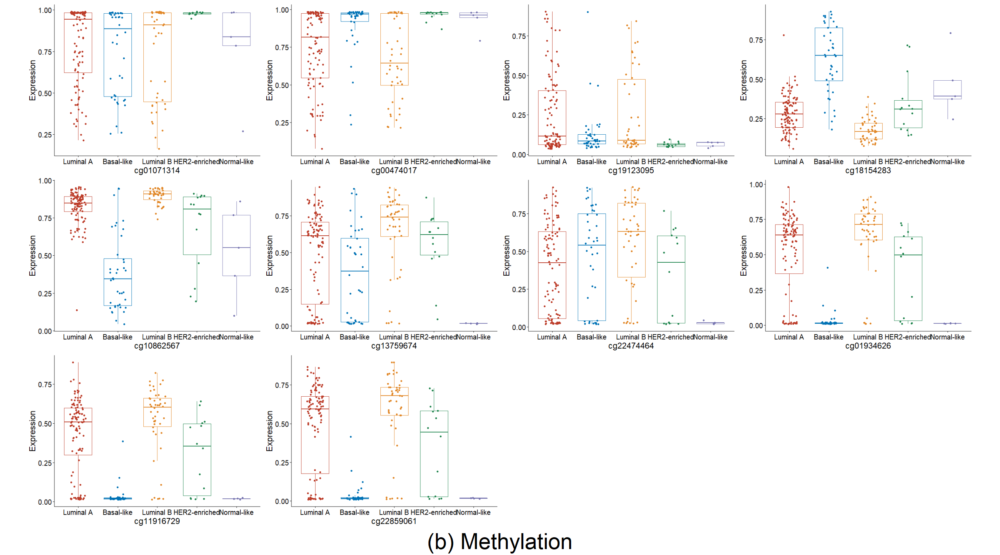 Expression
1.00
0.75
0.50
0.25
Luminal A Basal-like Luminal B HER2-enriched Normal-like
cg01071314
Expression
1.00
0.75
0.50
0.25
Luminal A Basal-like Luminal B HER2-enriched Normal-like
cg00474017
Expression
0.75
0.50
0.25
0.00
Luminal A Basal-like Luminal B HER2-enriched Normal-like
cg19123095
Expression
0.75
0.50
0.25
Luminal A Basal-like Luminal B HER2-enriched Normal-like
cg18154283
Expression
1.00
0.75
0.50
0.25
0.00
Luminal A Basal-like Luminal B HER2-enriched Normal-like
cg10862567
Expression
0.75
0.50
0.25
0.00
Luminal A Basal-like Luminal B HER2-enriched Normal-like
cg13759674
Expression
0.75
0.50
0.25
0.00
Luminal A Basal-like Luminal B HER2-enriched Normal-like
cg22474464
Expression
1.00
0.75
0.50
0.25
0.00
Luminal A Basal-like Luminal B HER2-enriched Normal-like
cg01934626
Expression
0.75
0.50
0.25
0.00
Luminal A Basal-like Luminal B HER2-enriched Normal-like
cg11916729
Expression
0.75
0.50
0.25
0.00
Luminal A Basal-like Luminal B HER2-enriched Normal-like
cg22859061
(b) Methylation